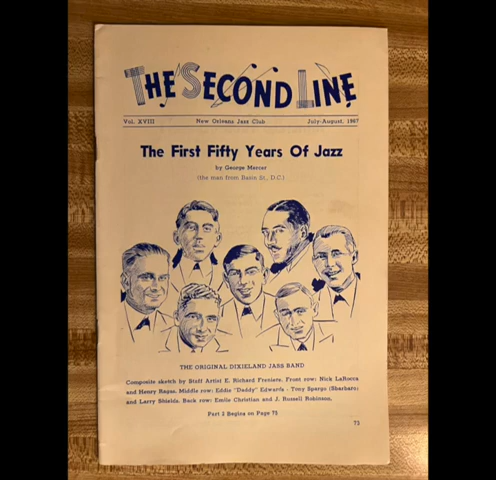 THE SECOND LINE
Vol. XVIII New Orleans Jazz Club July-August, 1967
The First Fifty Years Of Jazz
by George Mercer
(the man from Basin St., D.C.)
THE ORIGINAL DIXIELAND JASS BAND
Composite sketch by Staff Artist E. Richard Freniere. Front row: Nick LaRocca
and Henry Ragas. Middle row: Eddie "Daddy" Edwards - Tony Spargo (Sbarbaro)
and Larry Shields. Back row: Emile Christian and J. Russell Robinson.
Part 2 Begins on Page 75
73